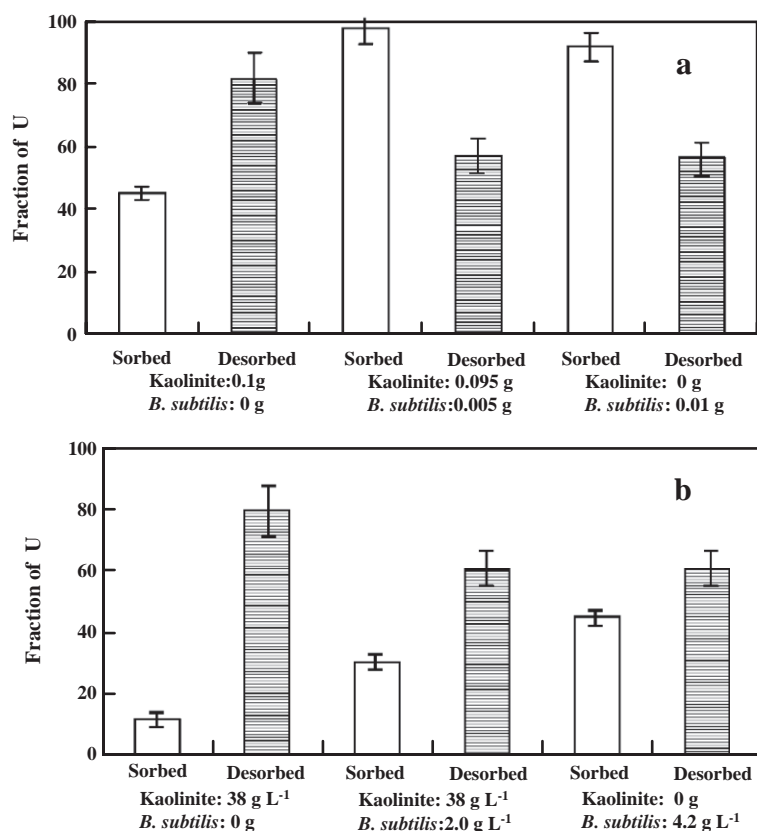 100
80
60
40
20
0
Fraction of U
a
Sorbed Desorbed Sorbed Desorbed Sorbed Desorbed
Kaolinite:0.1g Kaolinite: 0.095 g Kaolinite: 0 g
B. subtilis: 0 g B. subtilis:0.005 g B. subtilis: 0.01 g
100
80
60
40
20
0
Fraction of U
b
Sorbed Desorbed Sorbed Desorbed Sorbed Desorbed
Kaolinite: 38 g L⁻¹ Kaolinite: 38 g L⁻¹ Kaolinite: 0 g
B. subtilis: 0 g B. subtilis:2.0 g L⁻¹ B. subtilis: 4.2 g L⁻¹